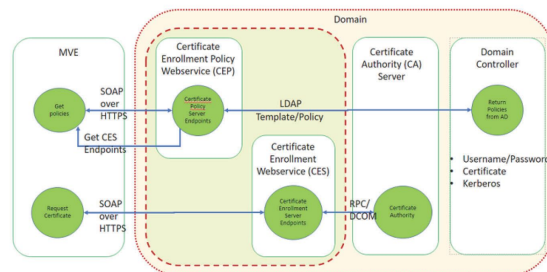 Domain
MVE
Certificate
Enrollment Policy
Webservice (CEP)
Certificate
Authority (CA)
Server
Domain
Controller
Get
policies
SOAP
over
HTTPS
Certificate
Policy
Server
Endpoints
LDAP
Template/Policy
Return
Policies
from AD
Get CES
Endpoints
Certificate
Enrollment
Webservice (CES)
• Username/Password
• Certificate
• Kerberos
Request
Certificate
SOAP
over
HTTPS
Certificate
Enrollment
Server
Endpoints
RPC/
DCOM
Certificate
Authority